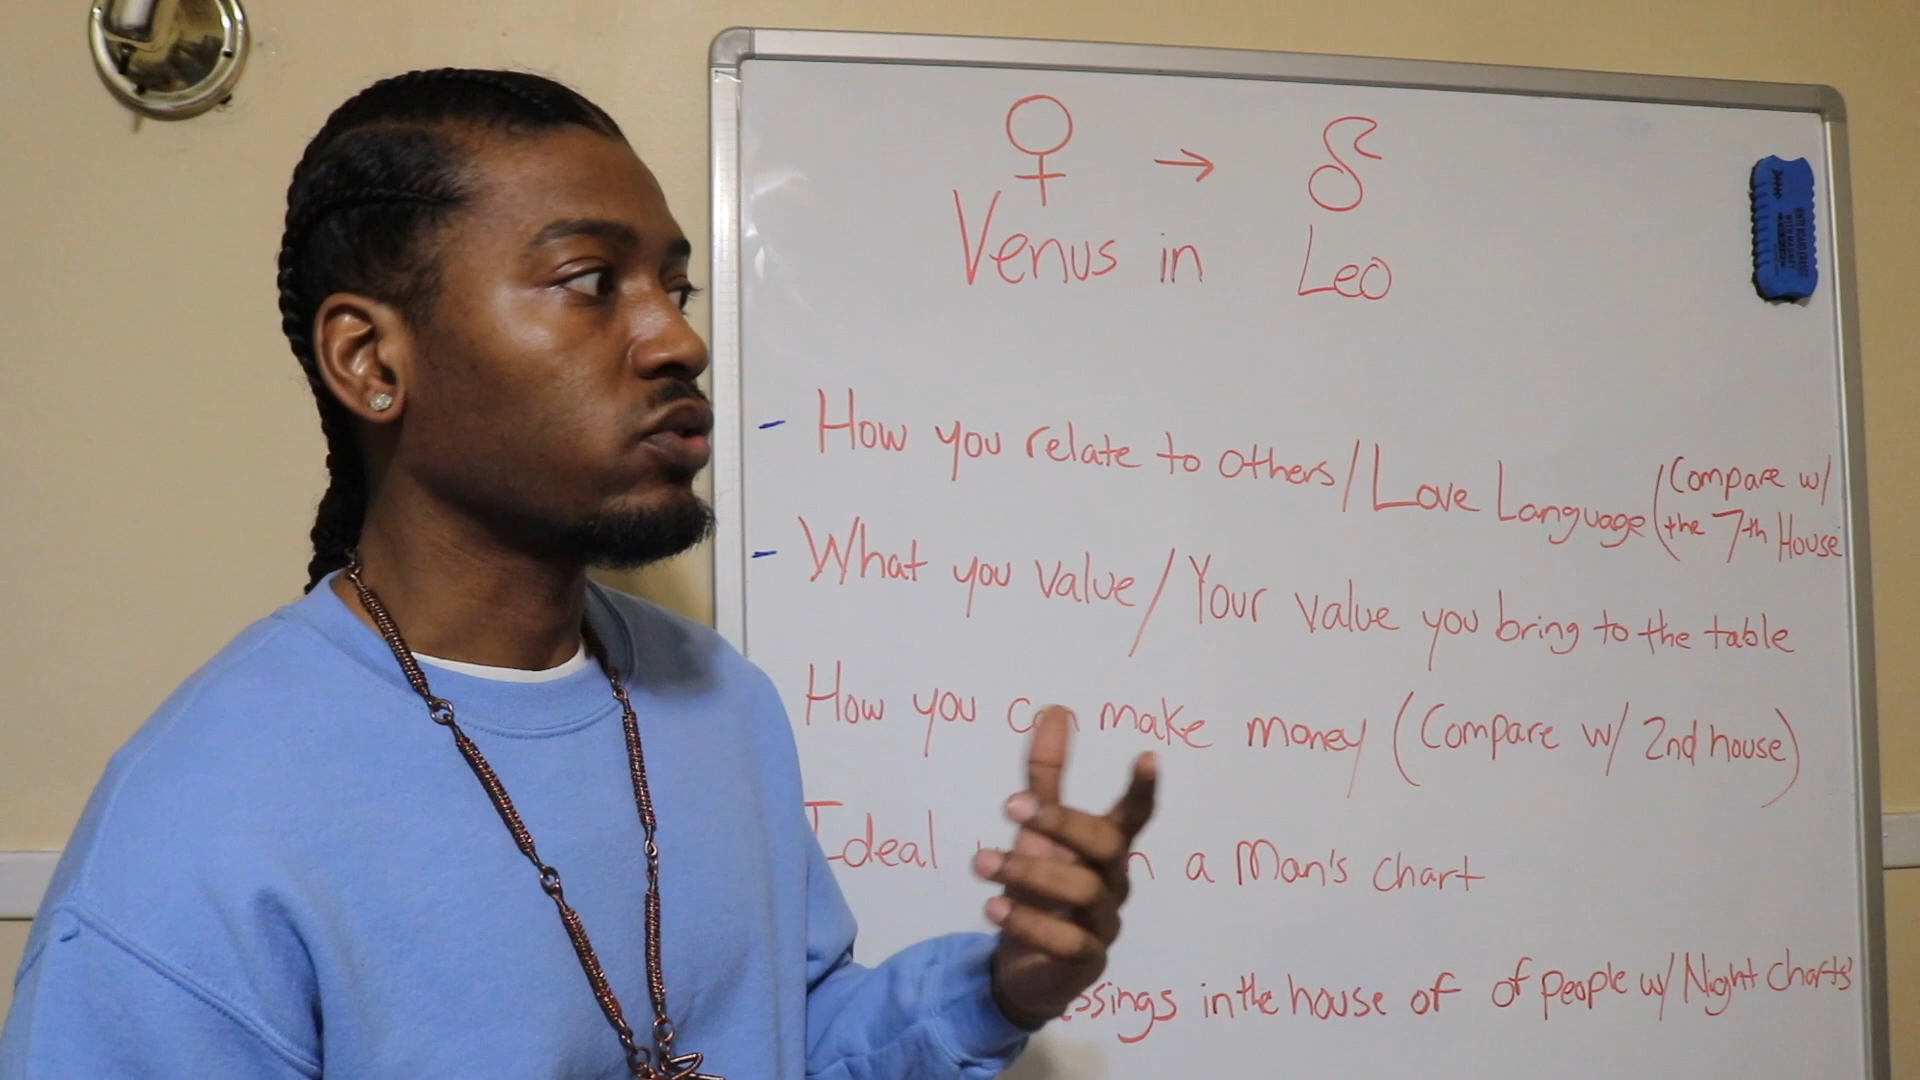 ♀ → ♌
Venus in Leo
- How you relate to others/Love Language (Compare w/
the 7th House
- What you value/Your value you bring to the table
How you can make money (Compare w/ 2nd house)
Ideal a Man's chart
in the house of of people w/ Night Charts